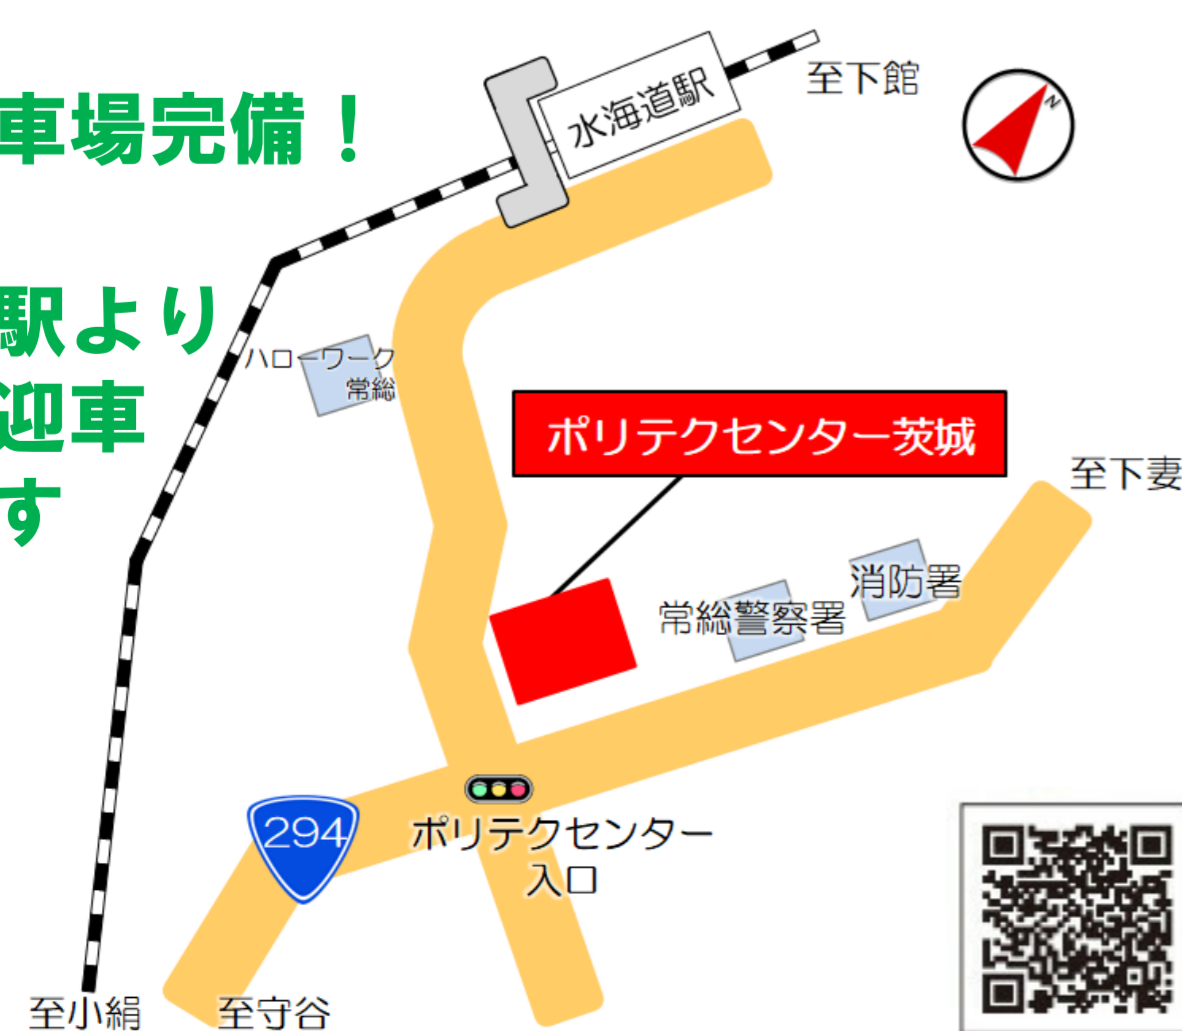 車場完備！
駅より
迎車
す
水海道駅
至下館
N
ハローワーク
常総
ポリテクセンター茨城
至下妻
消防署
常総警察署
294
ポリテクセンター
入口
至小絹
至守谷